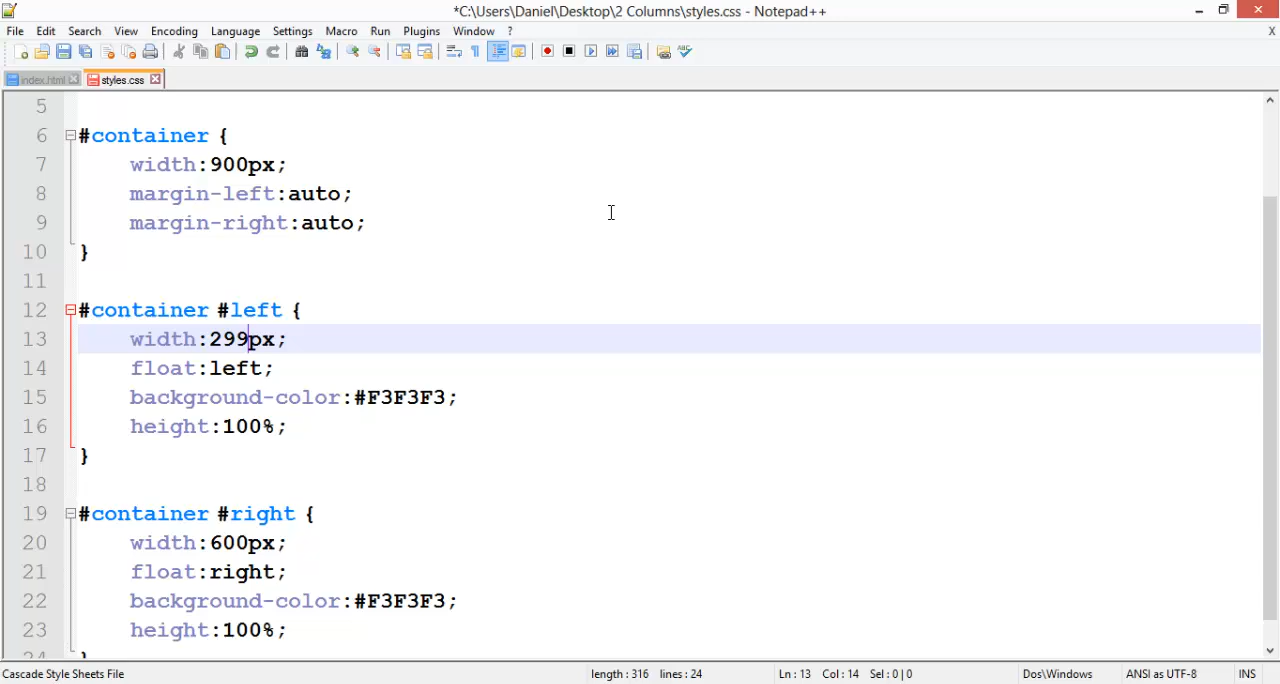 *C:\Users\Daniel\Desktop\2 Columns\styles.css - Notepad++
File Edit Search View Encoding Language Settings Macro Run Plugins Window ? X
index.html styles.css
5
6 #container {
7 width:900px;
8 margin-left:auto;
9 margin-right:auto;
10 }
11
12 #container #left {
13 width:299px;
14 float:left;
15 background-color:#F3F3F3;
16 height:100%;
17 }
18
19 #container #right {
20 width:600px;
21 float:right;
22 background-color:#F3F3F3;
23 height:100%;
24 }
Cascade Style Sheets File length : 316 lines : 24 Ln : 13 Col : 14 Sel : 0 | 0 Dos\Windows ANSI as UTF-8 INS